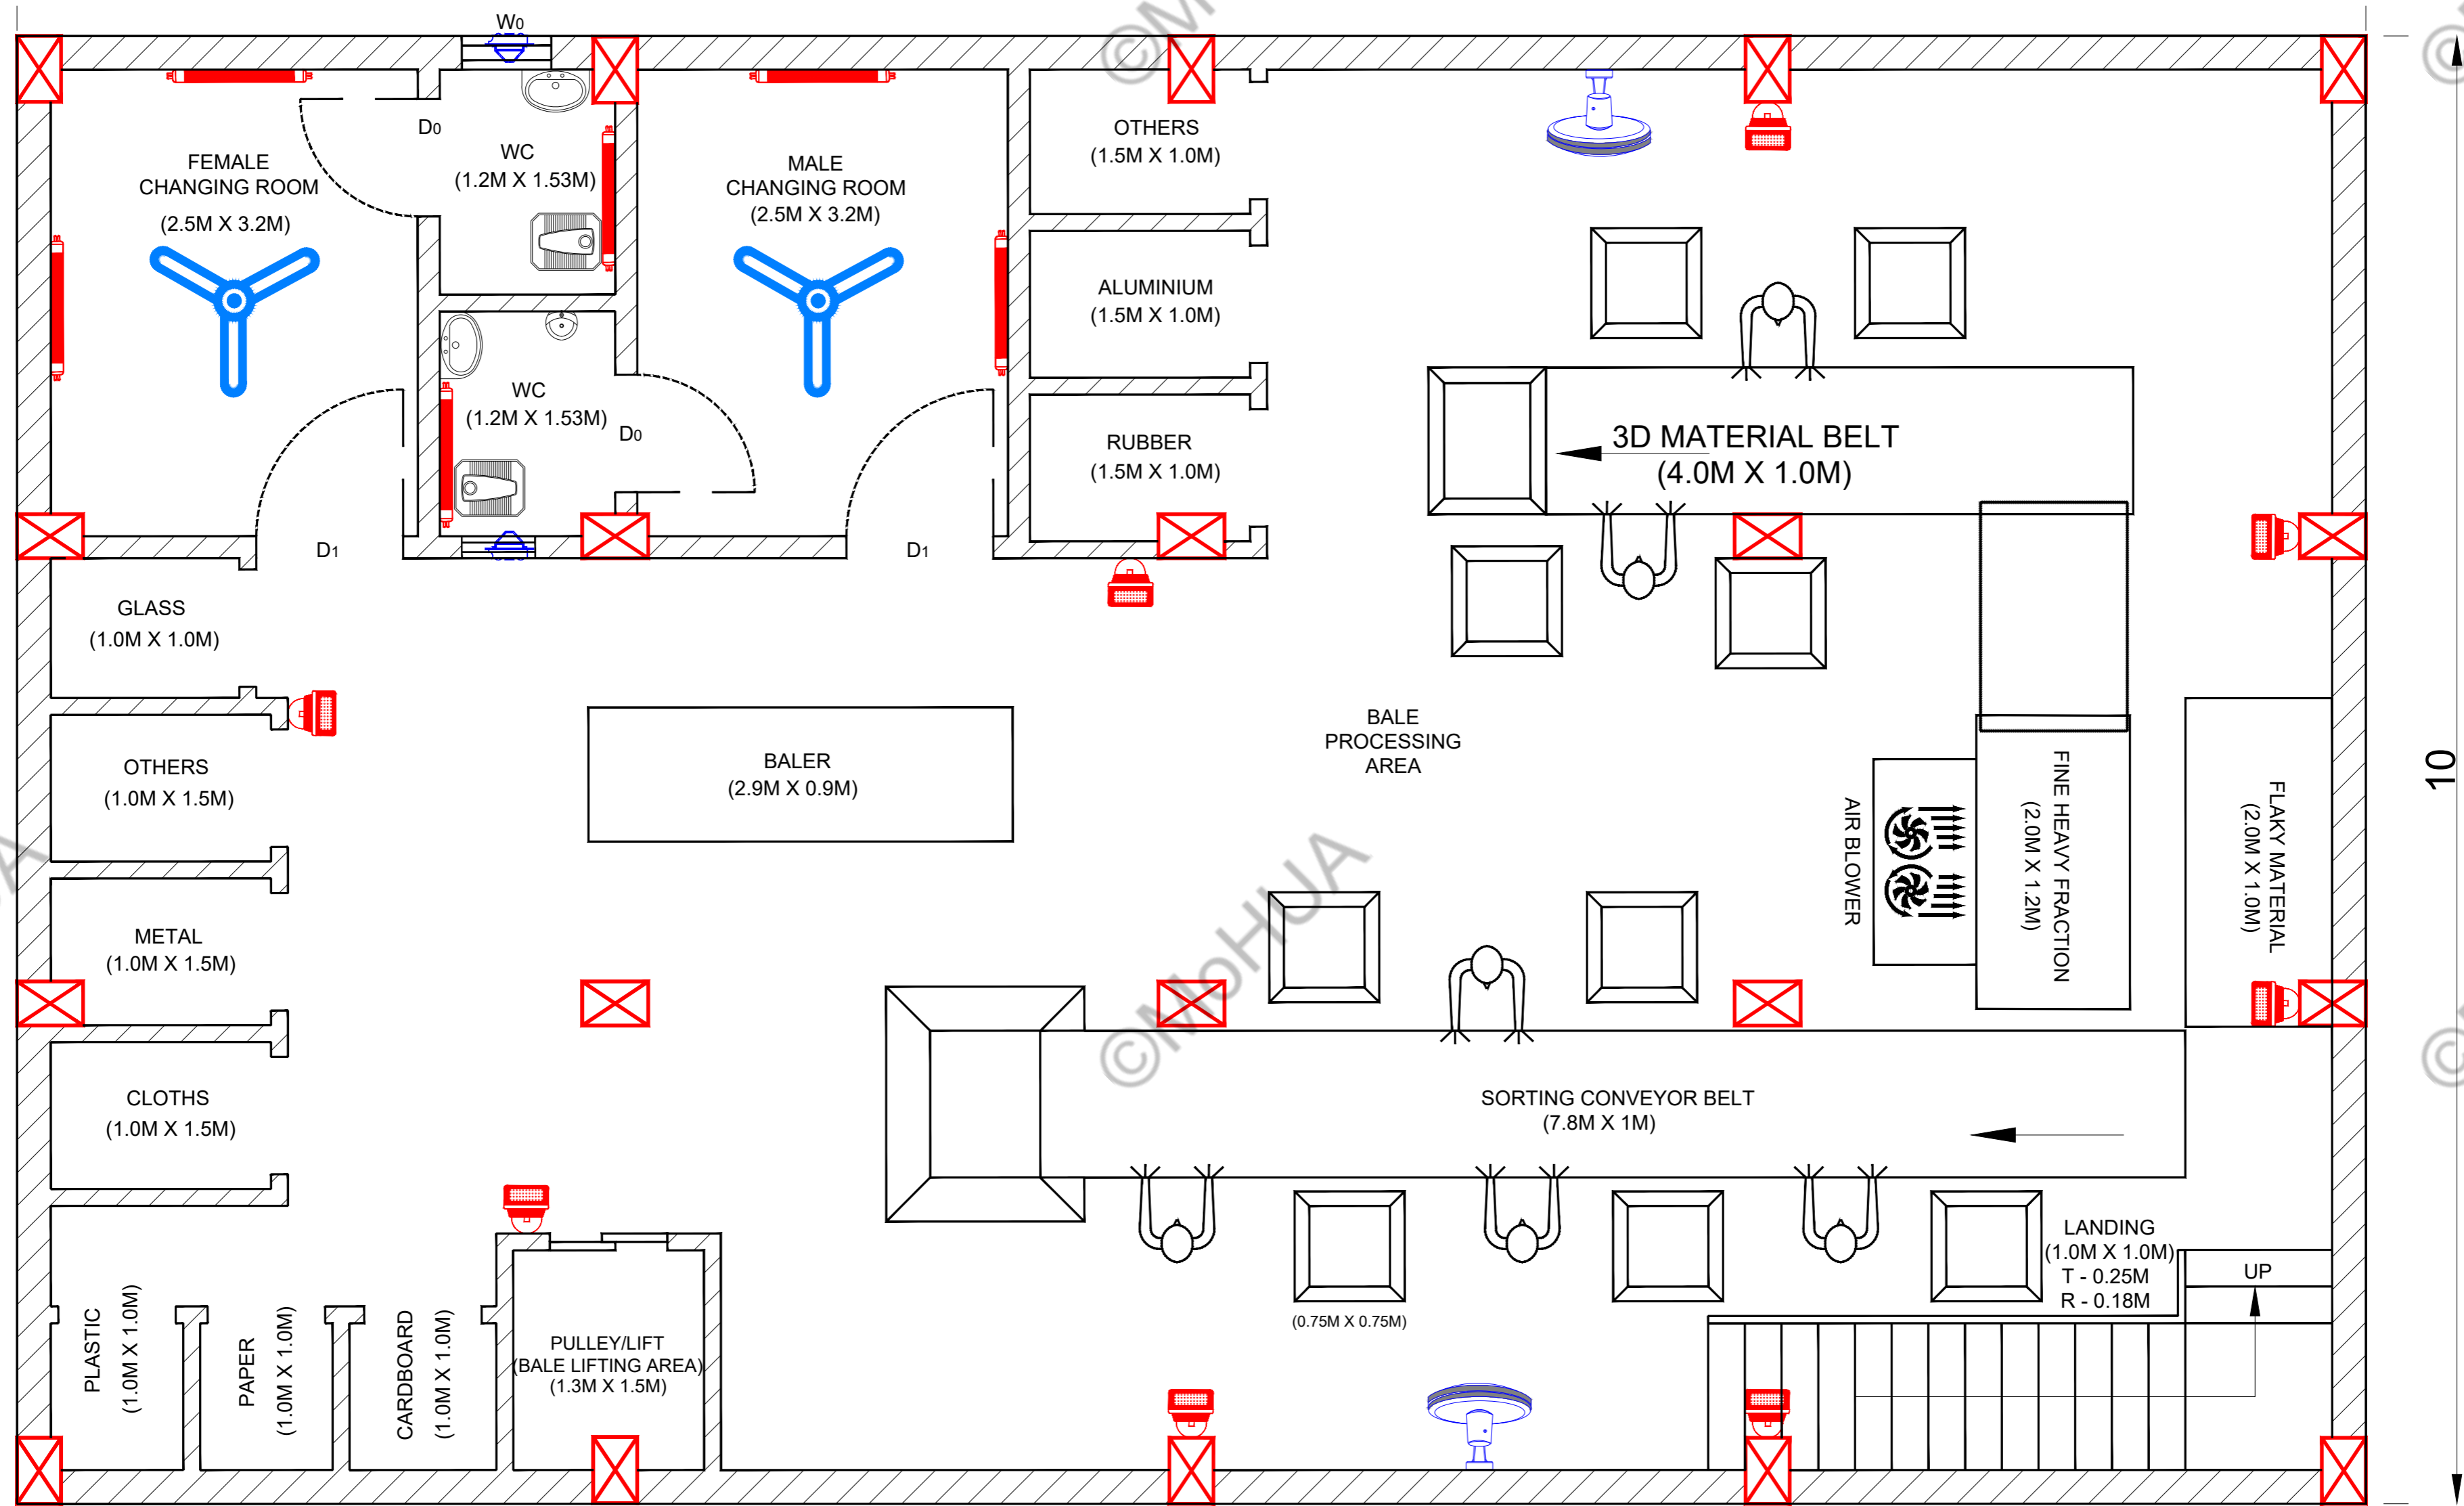 W0
D0
FEMALE
CHANGING ROOM
(2.5M X 3.2M)
WC
(1.2M X 1.53M)
MALE
CHANGING ROOM
(2.5M X 3.2M)
OTHERS
(1.5M X 1.0M)
ALUMINIUM
(1.5M X 1.0M)
WC
(1.2M X 1.53M)
D0
RUBBER
(1.5M X 1.0M)
3D MATERIAL BELT
(4.0M X 1.0M)
D1
D1
GLASS
(1.0M X 1.0M)
OTHERS
(1.0M X 1.5M)
BALER
(2.9M X 0.9M)
BALE
PROCESSING
AREA
AIR BLOWER
FINE HEAVY FRACTION
(2.0M X 1.2M)
FLAKY MATERIAL
(2.0M X 1.0M)
10
METAL
(1.0M X 1.5M)
©MoHUA
CLOTHS
(1.0M X 1.5M)
SORTING CONVEYOR BELT
(7.8M X 1M)
LANDING
(1.0M X 1.0M)
T - 0.25M
R - 0.18M
UP
(0.75M X 0.75M)
PLASTIC
(1.0M X 1.0M)
PAPER
(1.0M X 1.0M)
CARDBOARD
(1.0M X 1.0M)
PULLEY/LIFT
(BALE LIFTING AREA)
(1.3M X 1.5M)